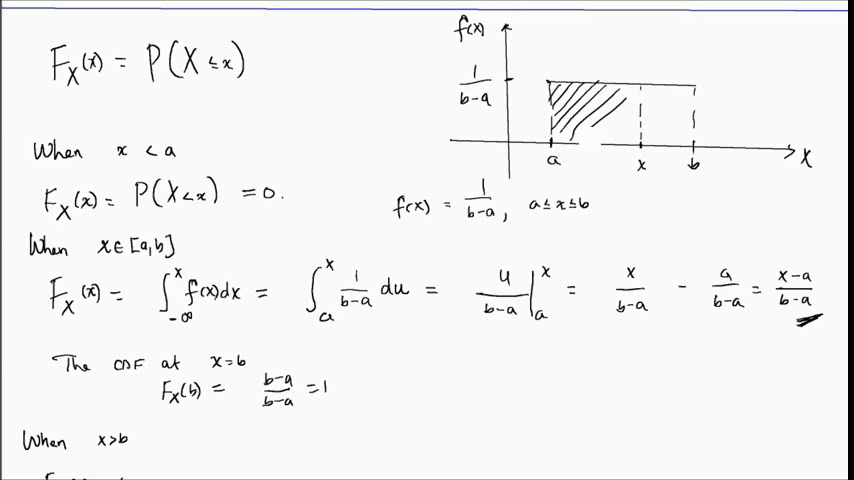 F_X(x) = P(X ≤ x)
f(x)
1/(b-a)
a x b X
When x < a
F_X(x) = P(X < x) = 0.
f(x) = 1/(b-a), a ≤ x ≤ b
When x ∈ [a,b]
F_X(x) = ∫_{-∞}^{x} f(x)dx = ∫_{a}^{x} 1/(b-a) du = u/(b-a) |_{a}^{x} = x/(b-a) - a/(b-a) = (x-a)/(b-a)
The CDF at x=b
F_X(b) = (b-a)/(b-a) = 1
When x>b